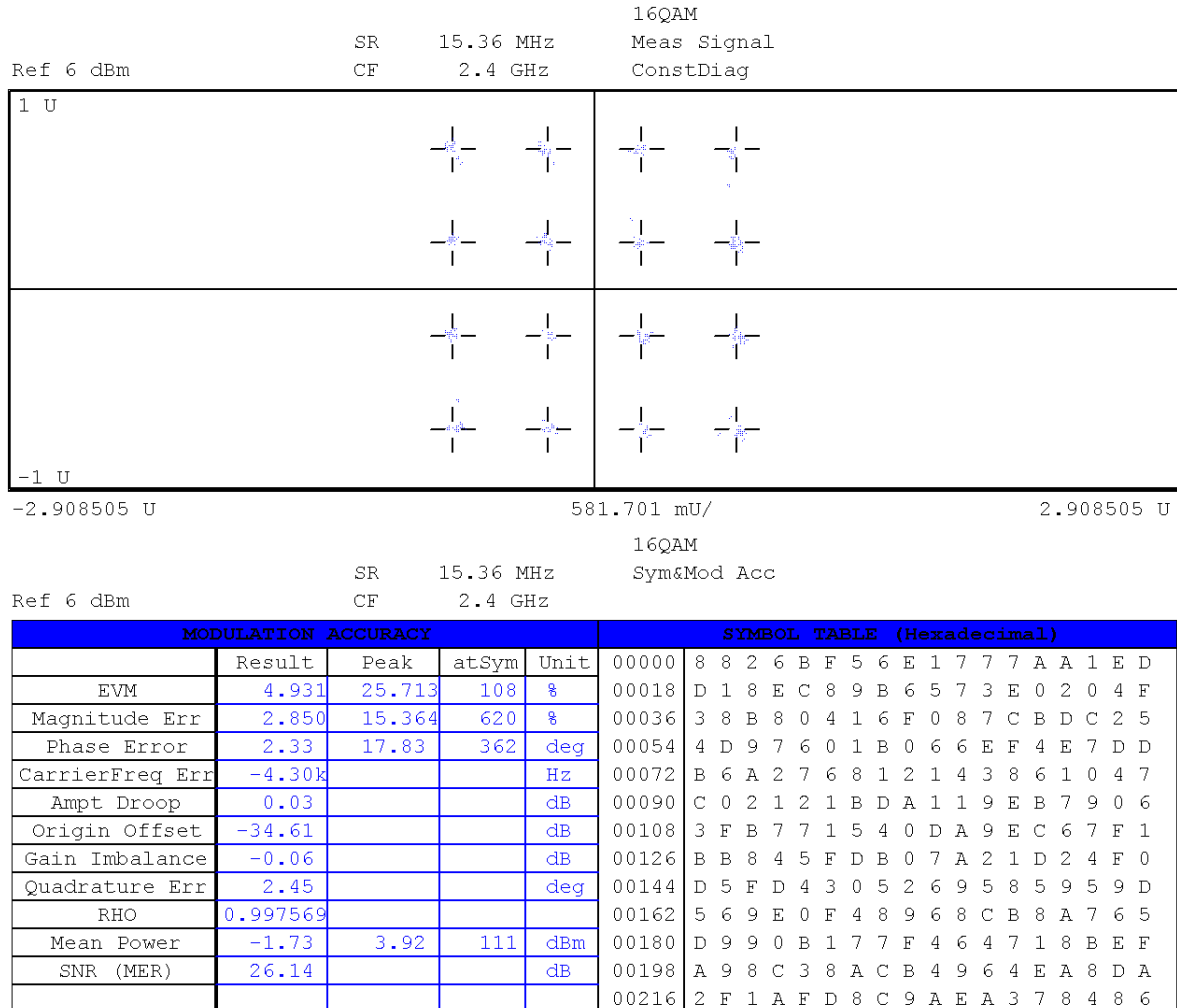 16QAM
SR 15.36 MHz Meas Signal
Ref 6 dBm CF 2.4 GHz ConstDiag
1 U
-1 U
-2.908505 U 581.701 mU/ 2.908505 U
16QAM
SR 15.36 MHz Sym&Mod Acc
Ref 6 dBm CF 2.4 GHz
MODULATION ACCURACY SYMBOL TABLE (Hexadecimal)
Result Peak atSym Unit 00000 8 8 2 6 B F 5 6 E 1 7 7 7 A A 1 E D
EVM 4.931 25.713 108 % 00018 D 1 8 E C 8 9 B 6 5 7 3 E 0 2 0 4 F
Magnitude Err 2.850 15.364 620 % 00036 3 8 B 8 0 4 1 6 F 0 8 7 C B D C 2 5
Phase Error 2.33 17.83 362 deg 00054 4 D 9 7 6 0 1 B 0 6 6 E F 4 E 7 D D
CarrierFreq Err -4.30k Hz 00072 B 6 A 2 7 6 8 1 2 1 4 3 8 6 1 0 4 7
Ampt Droop 0.03 dB 00090 C 0 2 1 2 1 B D A 1 1 9 E B 7 9 0 6
Origin Offset -34.61 dB 00108 3 F B 7 7 1 5 4 0 D A 9 E C 6 7 F 1
Gain Imbalance -0.06 dB 00126 B B 8 4 5 F D B 0 7 A 2 1 D 2 4 F 0
Quadrature Err 2.45 deg 00144 D 5 F D 4 3 0 5 2 6 9 5 8 5 9 5 9 D
RHO 0.997569 00162 5 6 9 E 0 F 4 8 9 6 8 C B 8 A 7 6 5
Mean Power -1.73 3.92 111 dBm 00180 D 9 9 0 B 1 7 7 F 4 6 4 7 1 8 B E F
SNR (MER) 26.14 dB 00198 A 9 8 C 3 8 A C B 4 9 6 4 E A 8 D A
00216 2 F 1 A F D 8 C 9 A E A 3 7 8 4 8 6